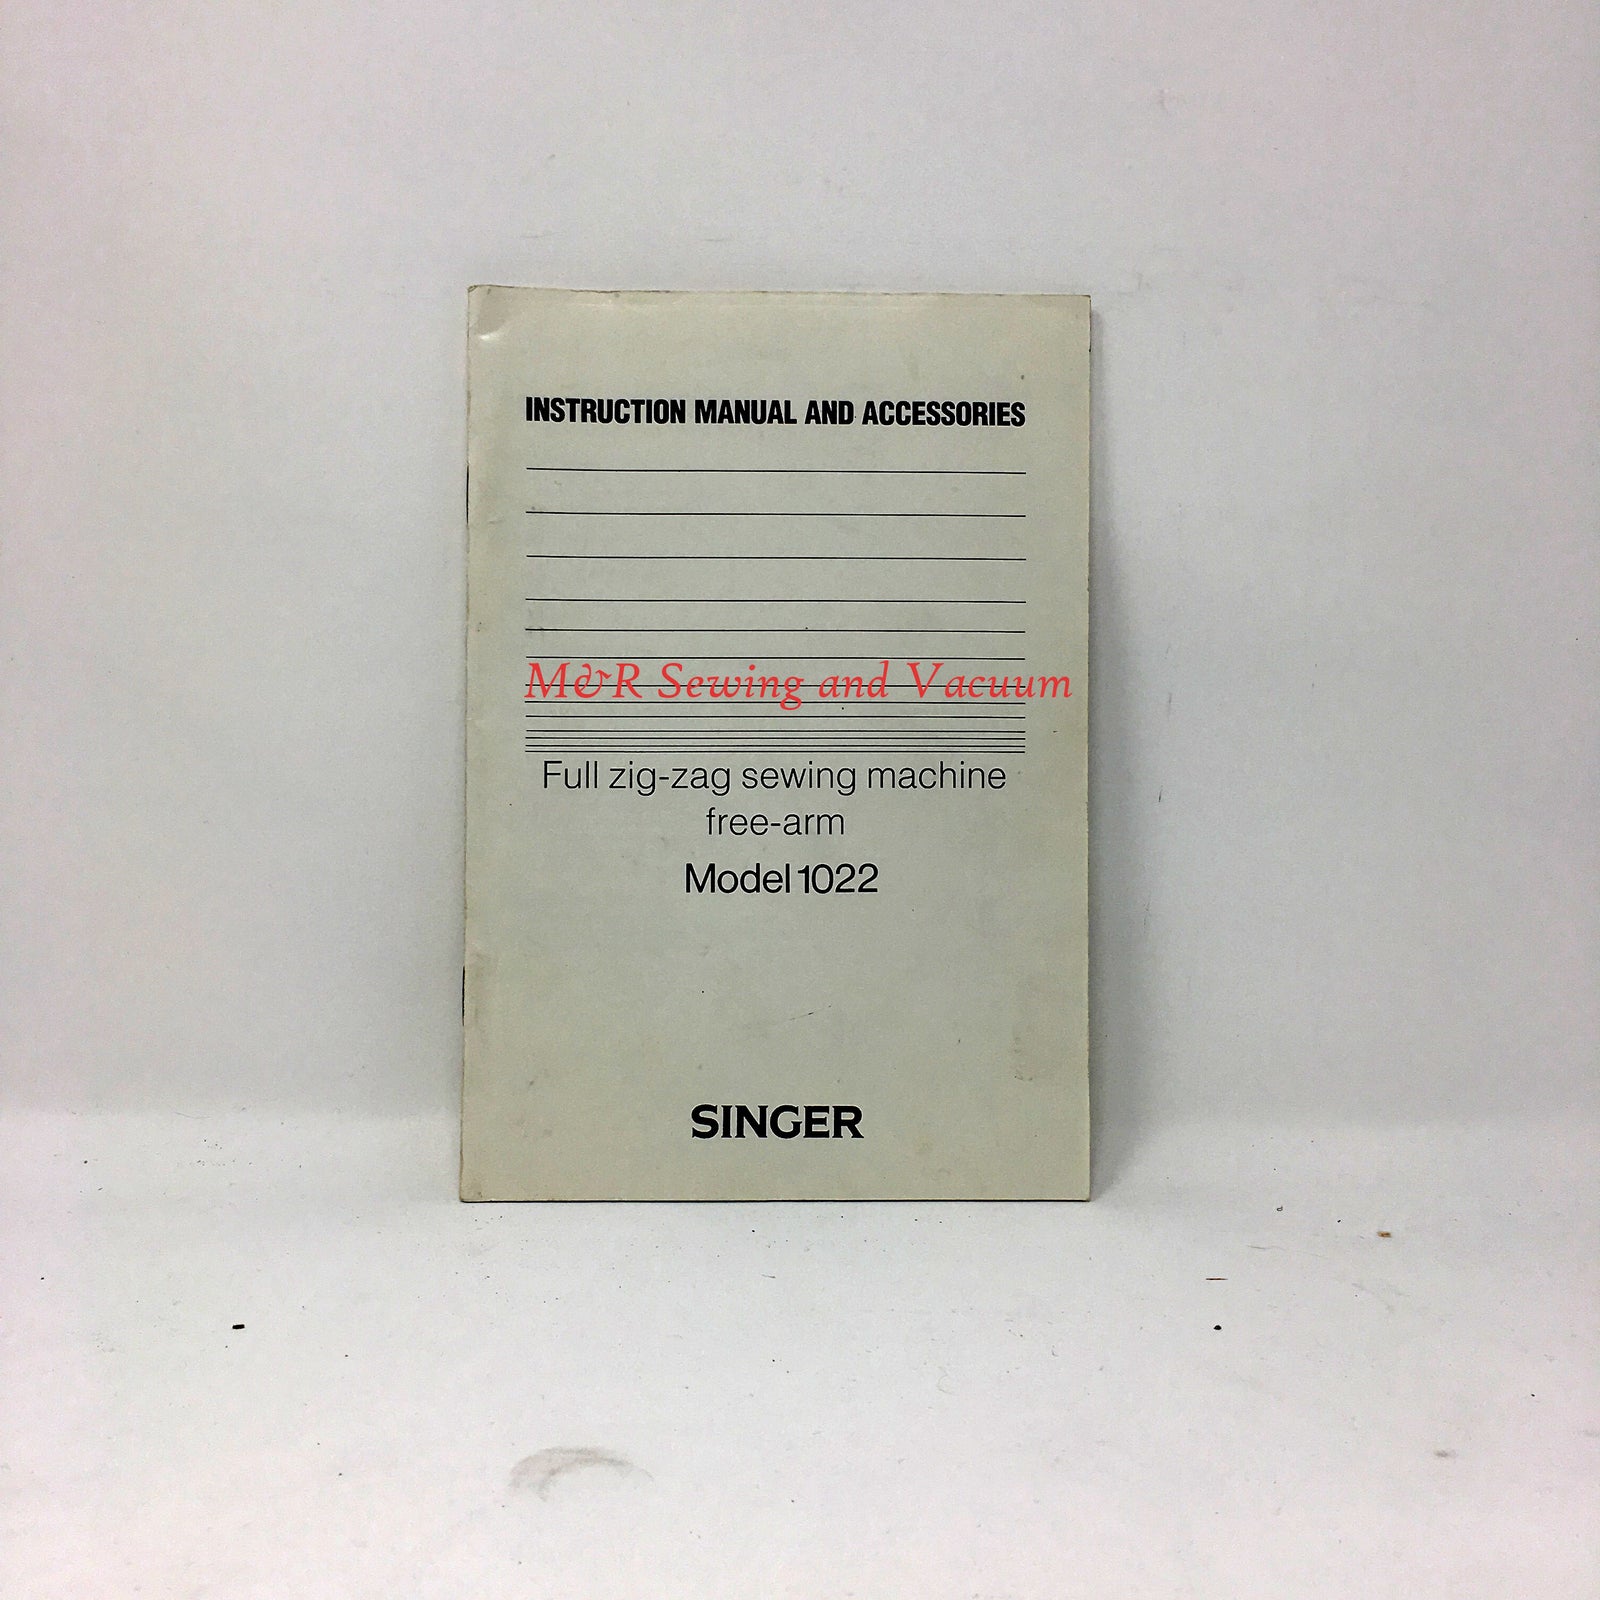 INSTRUCTION MANUAL AND ACCESSORIES
M&R Sewing and Vacuum
Full zig-zag sewing machine
free-arm
Model 1022
SINGER